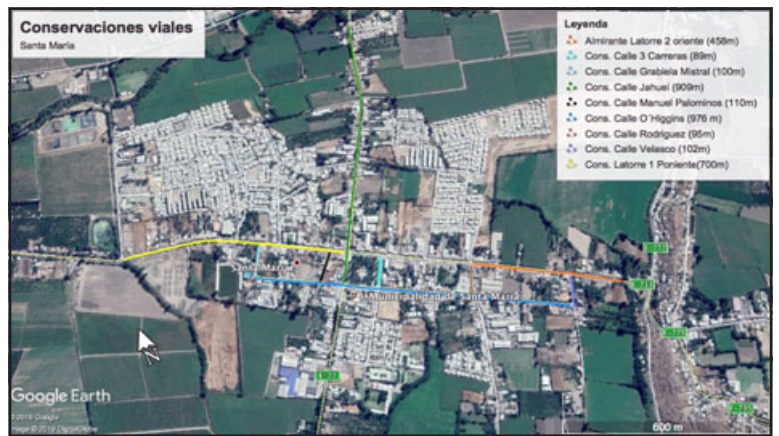 Conservaciones viales
Santa María
Leyenda
Almirante Latorre 2 oriente (458m)
Cons. Calle 3 Carreras (89m)
Cons. Calle Grabiela Mistral (100m)
Cons. Calle Jahuel (909m)
Cons. Calle Manuel Palominos (110m)
Cons. Calle O´Higgins (976 m)
Cons. Calle Rodriguez (95m)
Cons. Calle Velasco (102m)
Cons. Latorre 1 Poniente(700m)
Santa María
Municipalidad de Santa María
Google Earth
600 m